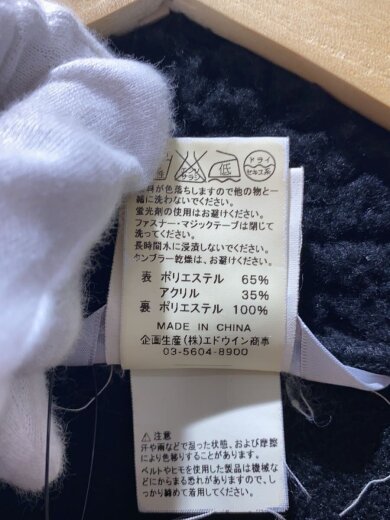 エンソ サラシ 低 ドライ セキユ系
色落ちしますので他の物と一
緒に洗わないでください。
蛍光剤の使用はお避けください。
ファスナー・マジックテープは閉じて
洗ってください。
長時間水に浸漬しないでください。
タンブラー乾燥は、お避けください。
表 ポリエステル 65%
アクリル 35%
裏 ポリエステル 100%
MADE IN CHINA
企画生産(株)エドウイン商事
03-5604-8900
⚠注意
汗や雨などで湿った状態、および摩擦
により色移りすることがあります。
ベルトやヒモを使用した製品は機械な
どにからまる恐れがありますので、し
っかり締めて着用してください。